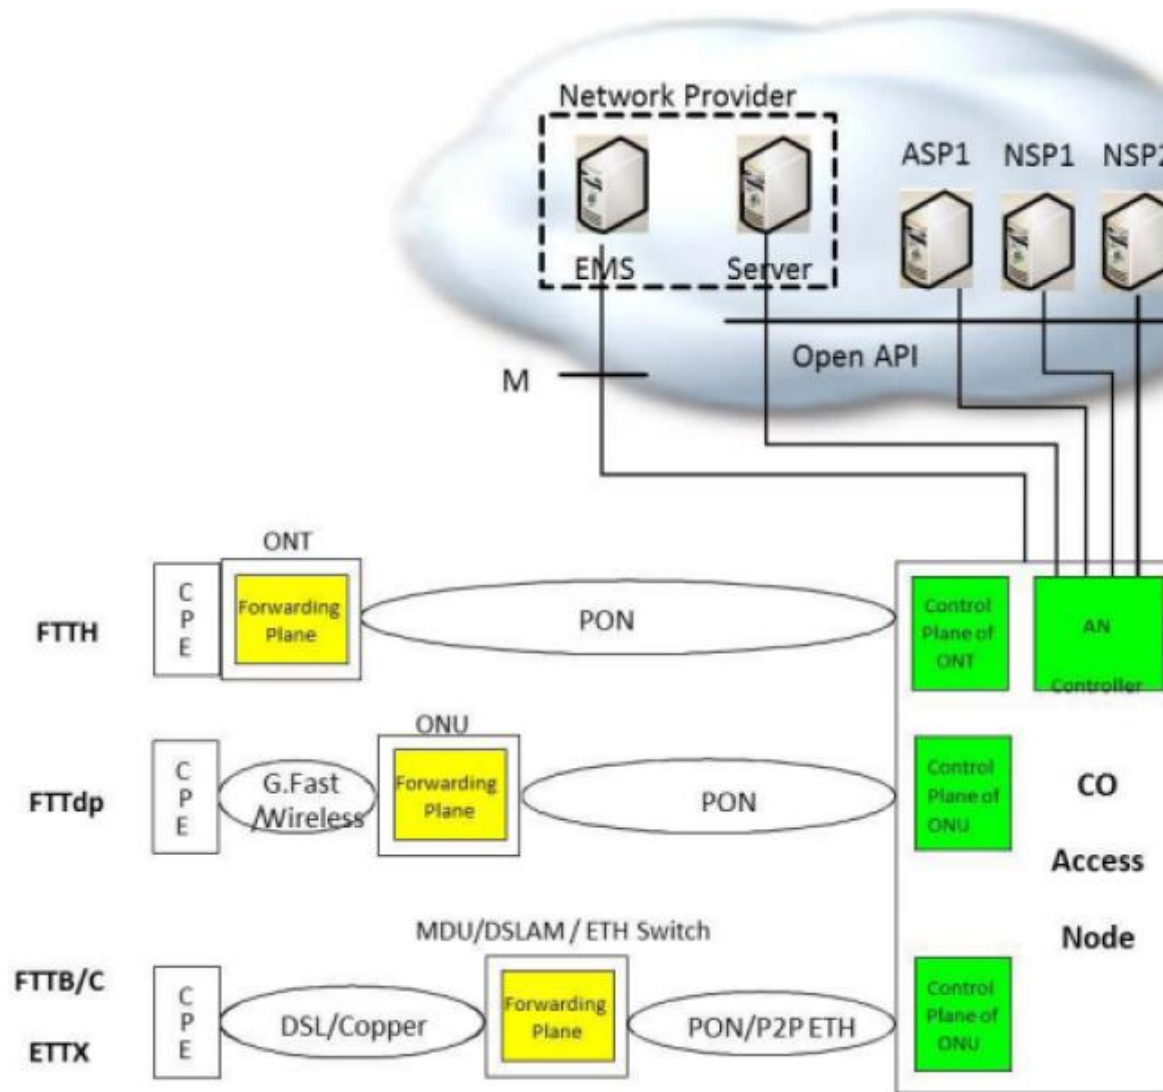 Network Provider
ASP1 NSP1 NSP2
EMS Server
Open API
M
ONT
C
P
E
Forwarding
Plane
FTTH
PON
Control
Plane of
ONT
AN
Controller
ONU
C
P
E
G.Fast
/Wireless
Forwarding
Plane
FTTdp
PON
Control
Plane of
ONU
CO
Access
Node
MDU/DSLAM / ETH Switch
FTTB/C
ETTX
C
P
E
DSL/Copper
Forwarding
Plane
PON/P2P ETH
Control
Plane of
ONU